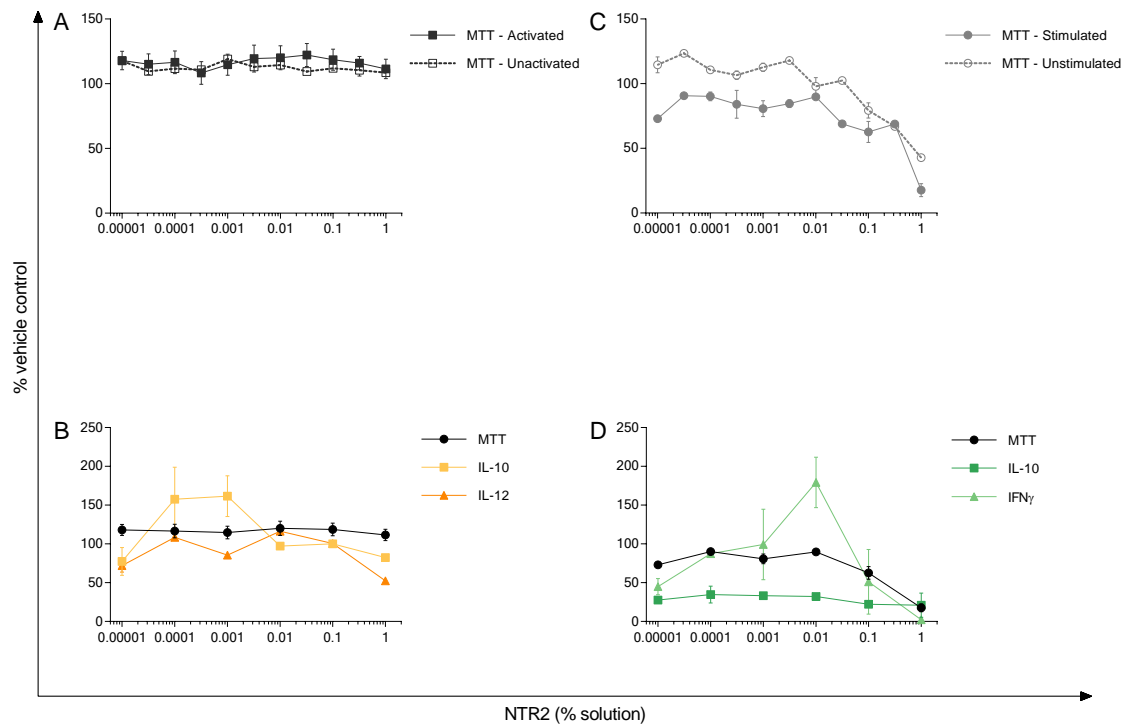 A
150
100
50
0
0.00001 0.0001 0.001 0.01 0.1 1
MTT - Activated
MTT - Unactivated
C
150
100
50
0
0.00001 0.0001 0.001 0.01 0.1 1
MTT - Stimulated
MTT - Unstimulated
% vehicle control
B
250
200
150
100
50
0
0.00001 0.0001 0.001 0.01 0.1 1
MTT
IL-10
IL-12
D
250
200
150
100
50
0
0.00001 0.0001 0.001 0.01 0.1 1
MTT
IL-10
IFNγ
NTR2 (% solution)